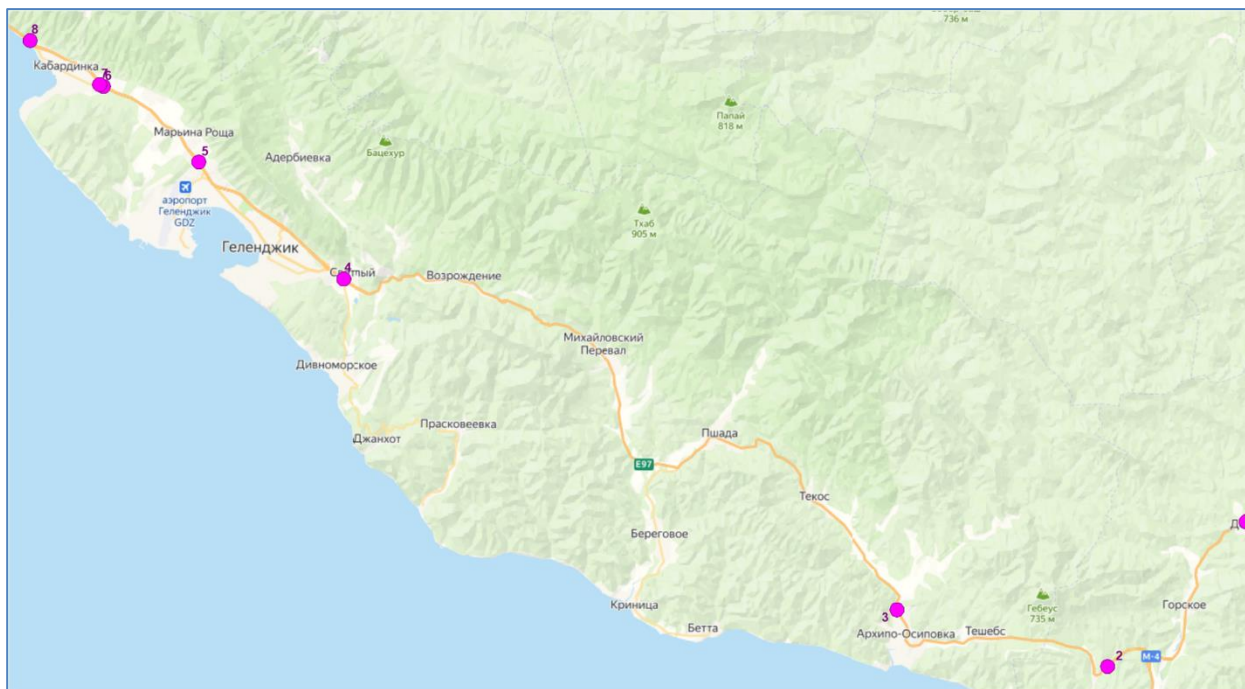 736 м
8
Кабардинка
7
6
Папай
818 м
Марьина Роща
Адербиевка
Бацехур
5
аэропорт
Геленджик
GDZ
Тхаб
905 м
Геленджик
4
Возрождение
Михайловский
Перевал
Дивноморское
Прасковеевка
Джанхот
Пшада
E97
Текос
Д
Береговое
Криница
Бетта
3
Гебеус
735 м
Горское
Архипо-Осиповка
Тешебс
2
М-4